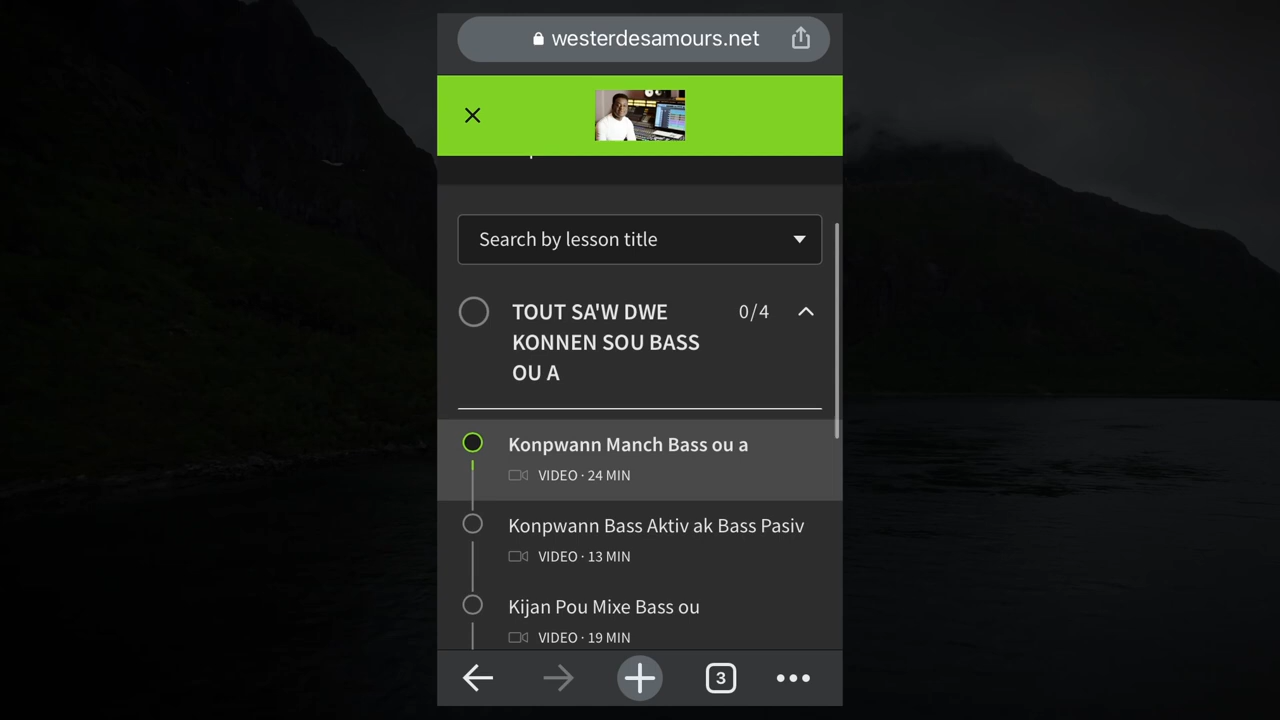 westerdesamours.net
Search by lesson title
TOUT SA'W DWE 0/4
KONNEN SOU BASS
OU A
Konpwann Manch Bass ou a
VIDEO · 24 MIN
Konpwann Bass Aktiv ak Bass Pasiv
VIDEO · 13 MIN
Kijan Pou Mixe Bass ou
VIDEO · 19 MIN
3